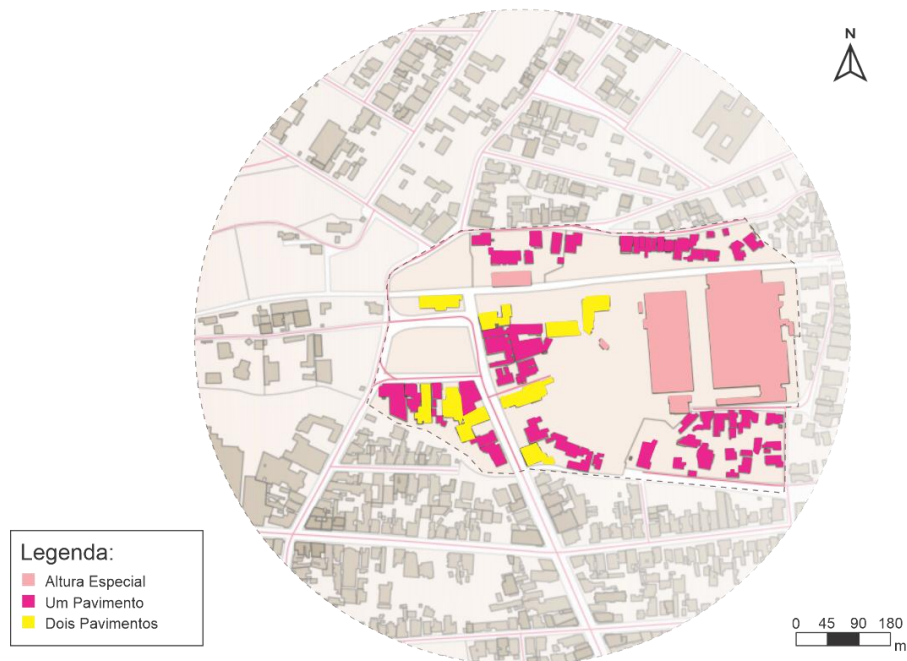 N
Legenda:
Altura Especial
Um Pavimento
Dois Pavimentos
0 45 90 180
m